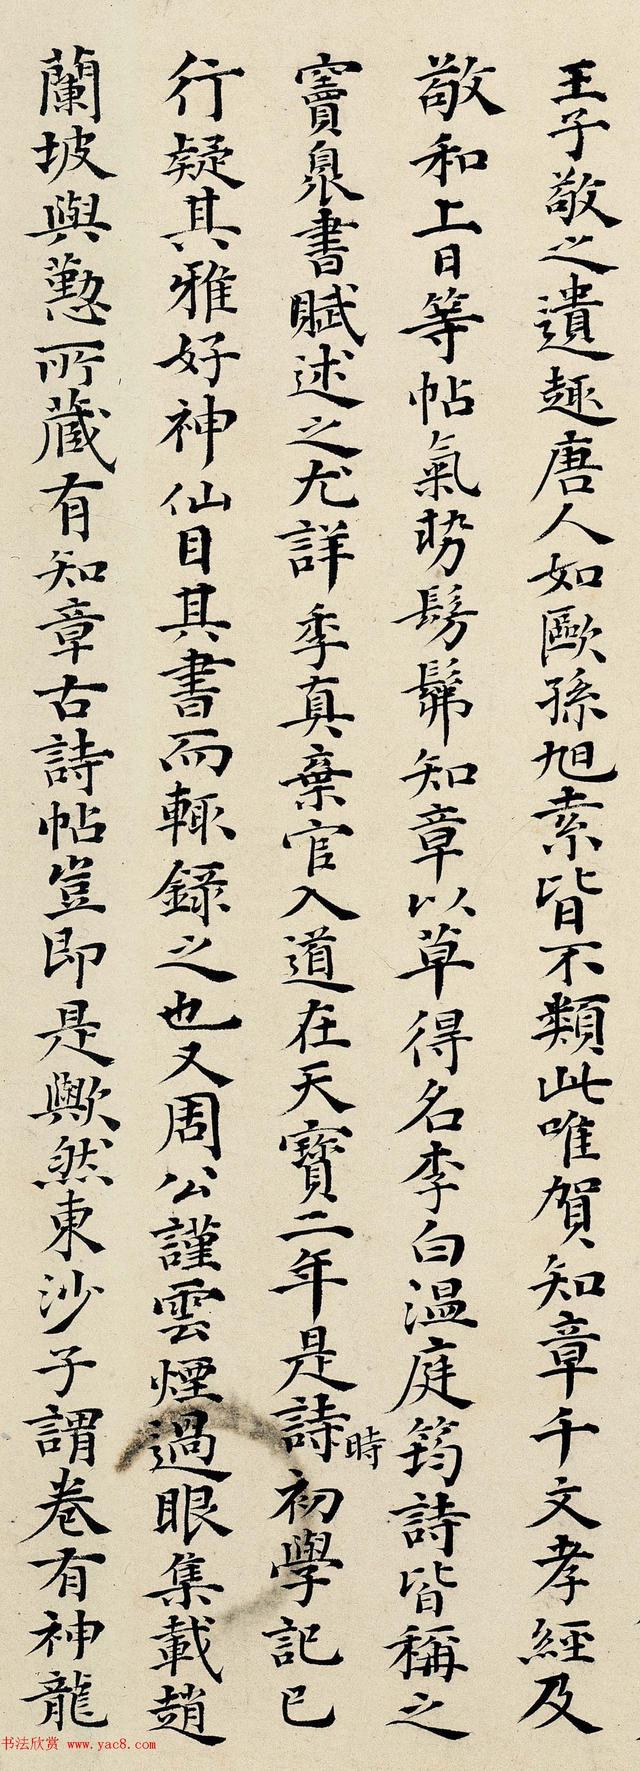 王子敬之遺趣唐人如歐孫旭素皆不類此唯賀知章千文孝經及
敬和上日等帖氣勢髣髴知章以草得名李白温庭筠詩皆稱之
竇臮書賦述之尤詳季真棄官入道在天寶二年是詩時初學記已
行疑其雅好神仙目其書而輒錄之也又周公謹雲煙過眼集載趙
蘭坡與懃所藏有知章古詩帖豈即是歟然東沙子謂卷有神龍
书法欣赏 www.yac8.com